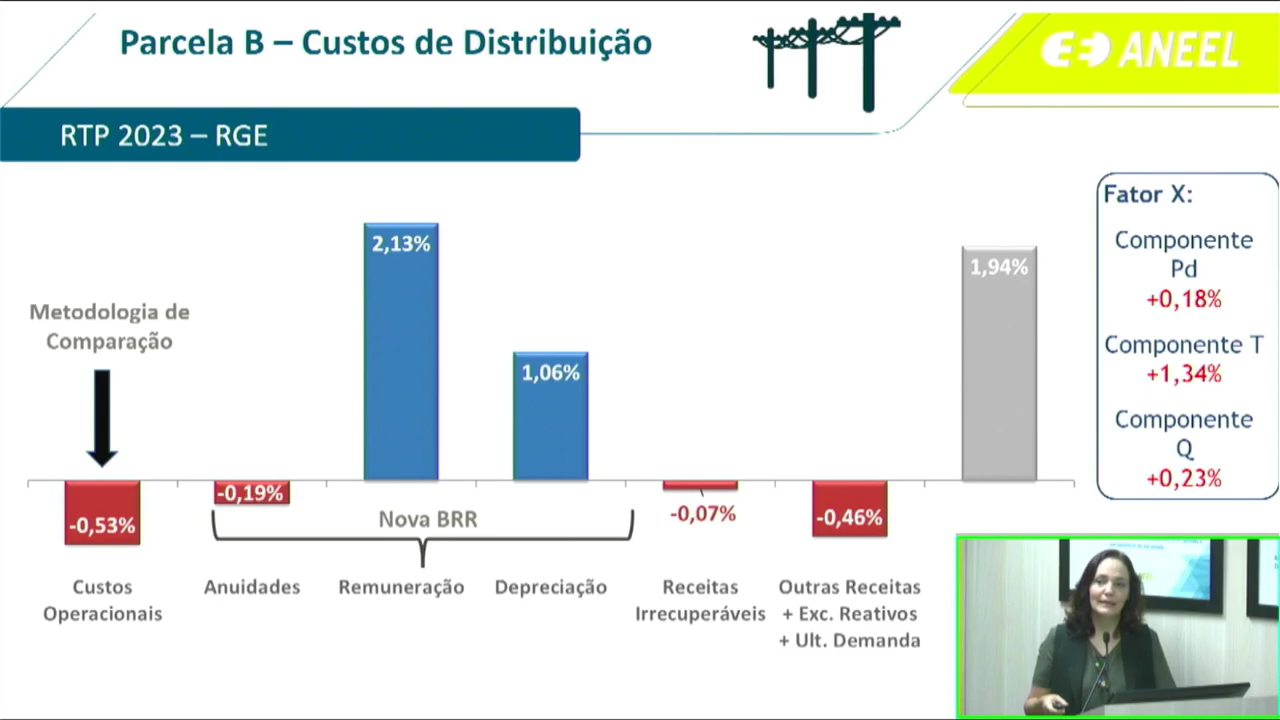 Parcela B – Custos de Distribuição
ANEEL
RTP 2023 – RGE
Fator X:
Componente
Pd
+0,18%
Componente T
+1,34%
Componente
Q
+0,23%
Metodologia de
Comparação
2,13%
1,06%
1,94%
-0,53%
-0,19%
-0,07%
-0,46%
Nova BRR
Custos
Operacionais
Anuidades
Remuneração
Depreciação
Receitas
Irrecuperáveis
Outras Receitas
+ Exc. Reativos
+ Ult. Demanda